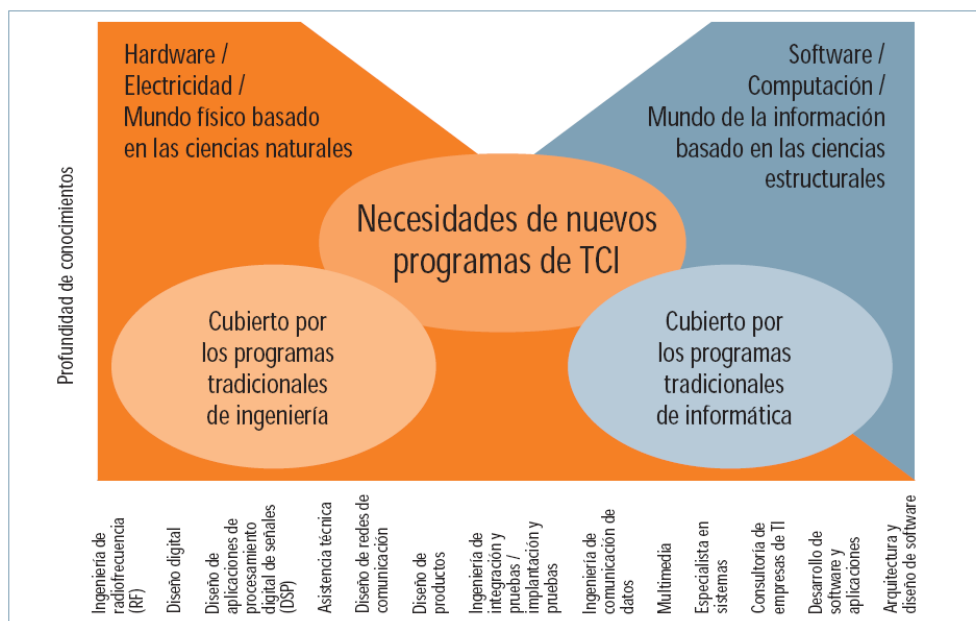 Hardware /
Electricidad /
Mundo físico basado
en las ciencias naturales
Software /
Computación /
Mundo de la información
basado en las ciencias
estructurales
Necesidades de nuevos
programas de TCI
Cubierto por
los programas
tradicionales
de ingeniería
Cubierto por
los programas
tradicionales
de informática
Profundidad de conocimientos
Ingeniería de
radiofrecuencia
(RF)
Diseño digital
Diseño de
aplicaciones de
procesamiento
digital de señales
(DSP)
Asistencia técnica
Diseño de redes de
comunicación
Diseño de
productos
Ingeniería de
integración y
pruebas /
implantación y
pruebas
Ingeniería de
comunicación de
datos
Multimedia
Especialista en
sistemas
Consultoría de
empresas de TI
Desarrollo de
software y
aplicaciones
Arquitectura y
diseño de software